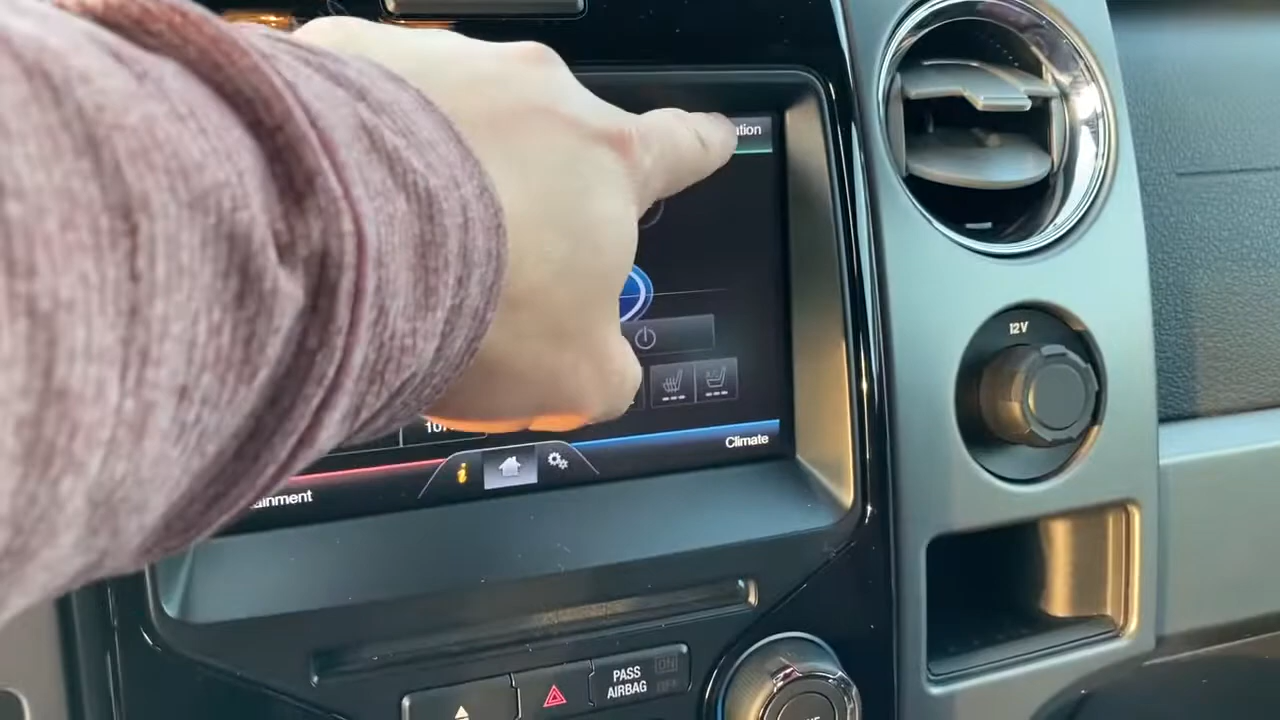 ation
12V
Climate
ainment
PASS
AIRBAG
ON
OFF